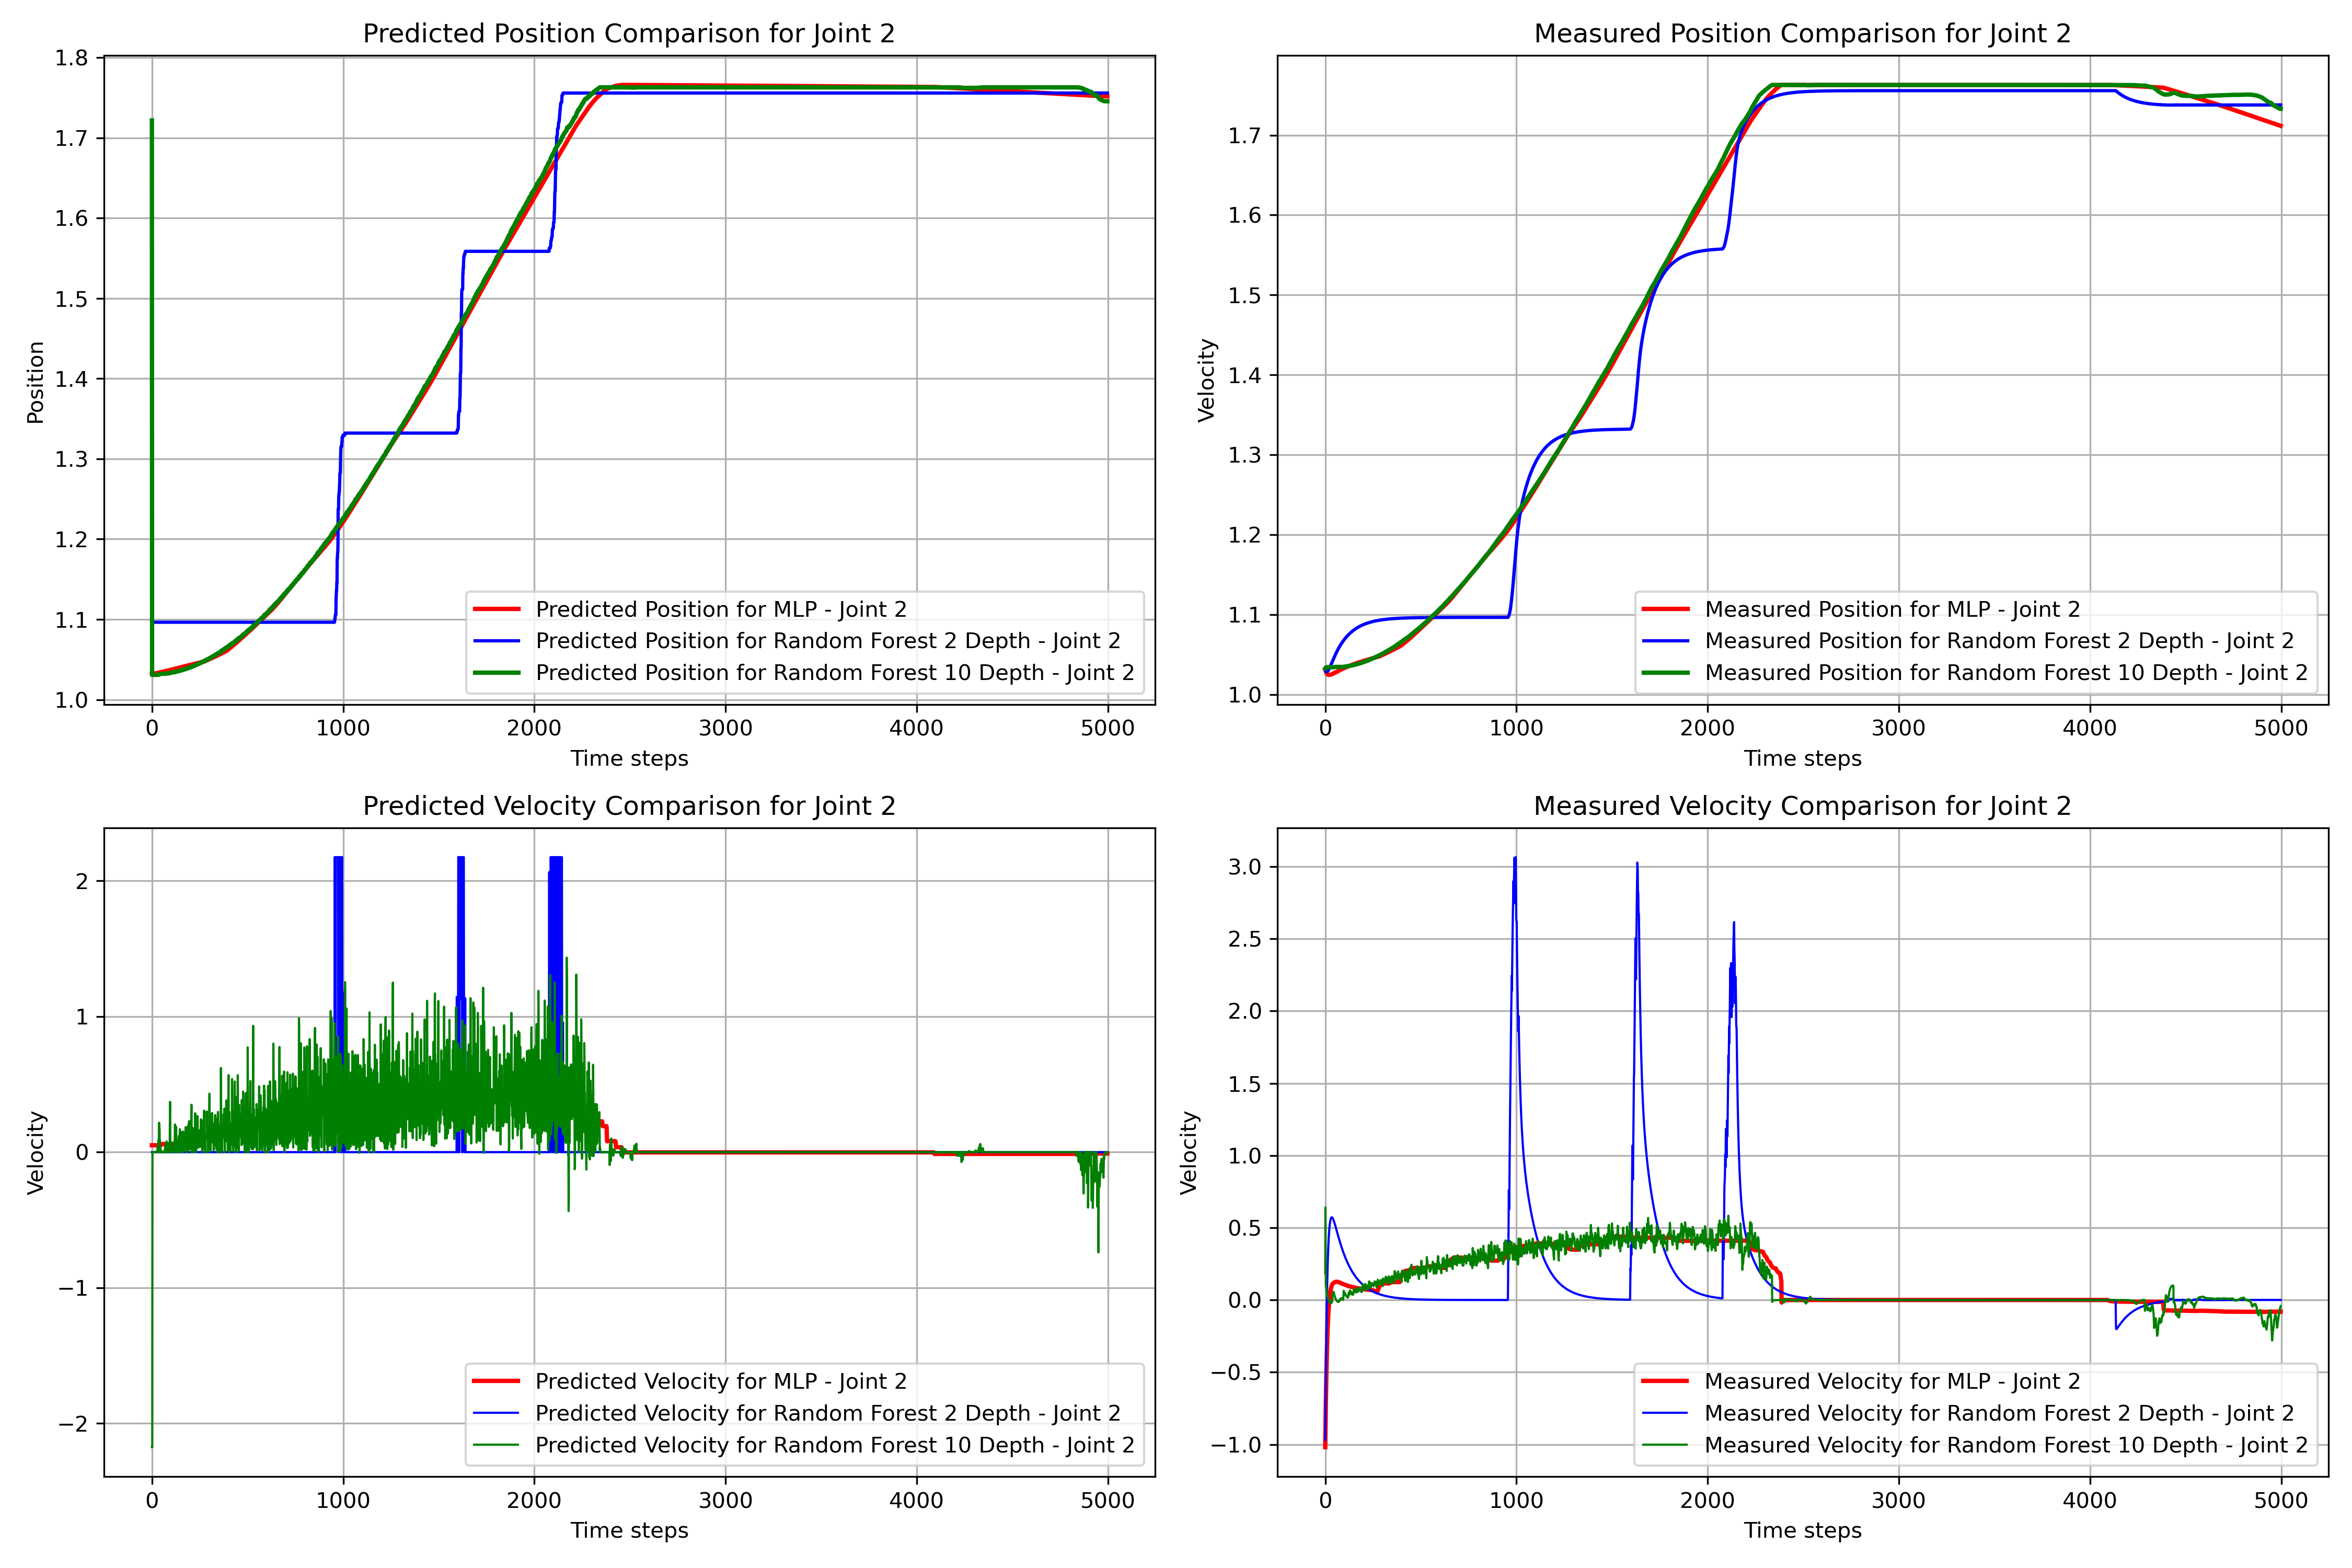 Predicted Position Comparison for Joint 2
Position
1.8
1.7
1.6
1.5
1.4
1.3
1.2
1.1
1.0
Predicted Position for MLP - Joint 2
Predicted Position for Random Forest 2 Depth - Joint 2
Predicted Position for Random Forest 10 Depth - Joint 2
0 1000 2000 3000 4000 5000
Time steps
Measured Position Comparison for Joint 2
Velocity
1.7
1.6
1.5
1.4
1.3
1.2
1.1
1.0
Measured Position for MLP - Joint 2
Measured Position for Random Forest 2 Depth - Joint 2
Measured Position for Random Forest 10 Depth - Joint 2
0 1000 2000 3000 4000 5000
Time steps
Predicted Velocity Comparison for Joint 2
Velocity
2
1
0
−1
−2
Predicted Velocity for MLP - Joint 2
Predicted Velocity for Random Forest 2 Depth - Joint 2
Predicted Velocity for Random Forest 10 Depth - Joint 2
0 1000 2000 3000 4000 5000
Time steps
Measured Velocity Comparison for Joint 2
Velocity
3.0
2.5
2.0
1.5
1.0
0.5
0.0
−0.5
−1.0
Measured Velocity for MLP - Joint 2
Measured Velocity for Random Forest 2 Depth - Joint 2
Measured Velocity for Random Forest 10 Depth - Joint 2
0 1000 2000 3000 4000 5000
Time steps